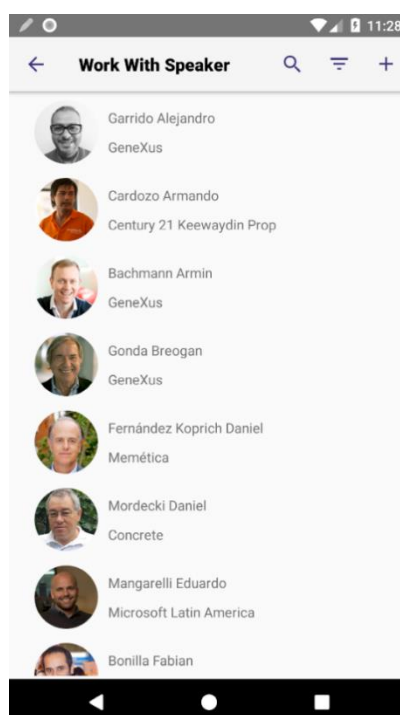 11:28
Work With Speaker
Garrido Alejandro
GeneXus
Cardozo Armando
Century 21 Keewaydin Prop
Bachmann Armin
GeneXus
Gonda Breogan
GeneXus
Fernández Koprich Daniel
Memética
Mordecki Daniel
Concrete
Mangarelli Eduardo
Microsoft Latin America
Bonilla Fabian